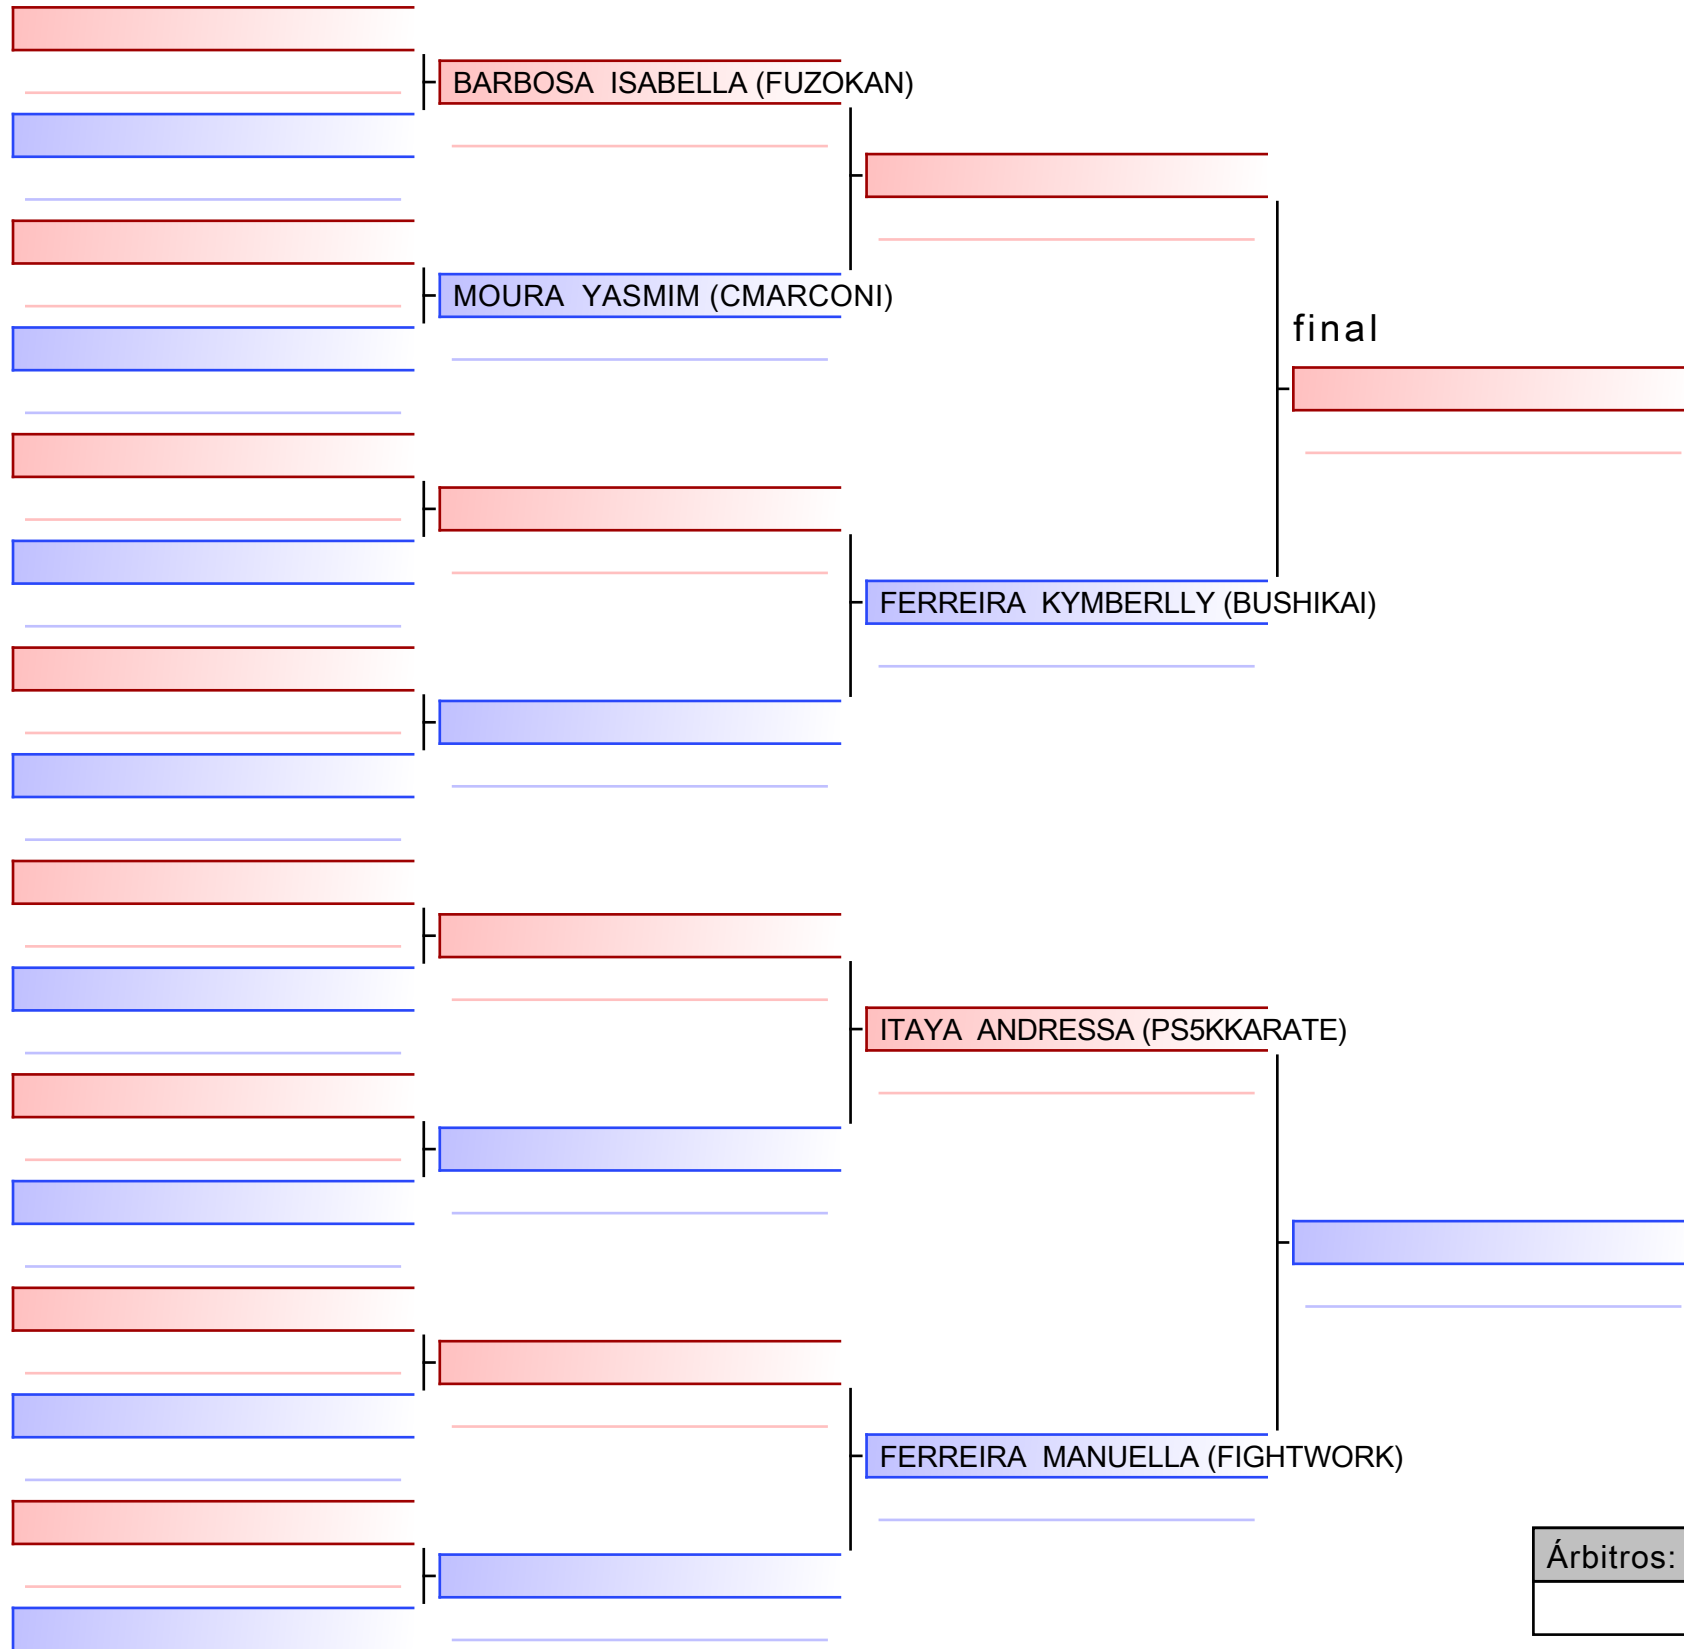 BARBOSA  ISABELLA (FUZOKAN)
MOURA  YASMIM (CMARCONI)
final
FERREIRA  KYMBERLLY (BUSHIKAI)
ITAYA  ANDRESSA (PS5KKARATE)
FERREIRA  MANUELLA (FIGHTWORK)
Árbitros: